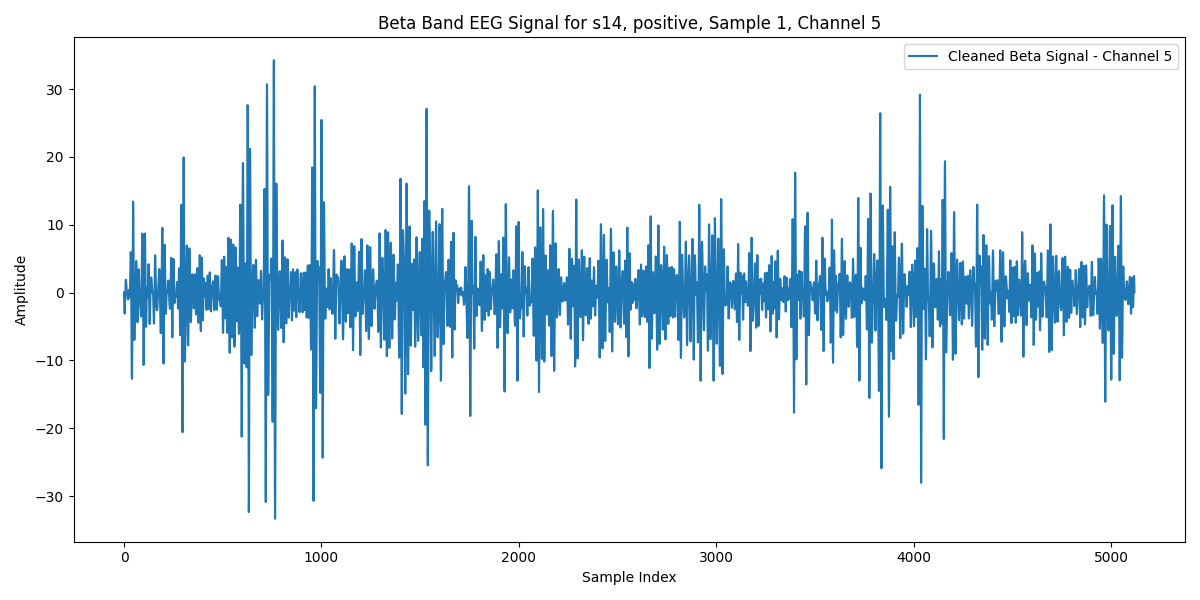 Beta Band EEG Signal for s14, positive, Sample 1, Channel 5
Cleaned Beta Signal - Channel 5
Amplitude
30
20
10
0
−10
−20
−30
0 1000 2000 3000 4000 5000
Sample Index